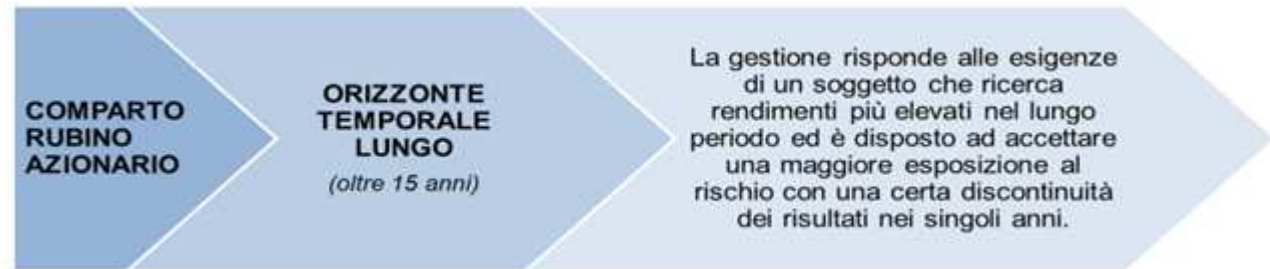 COMPARTO
RUBINO
AZIONARIO
ORIZZONTE
TEMPORALE
LUNGO
(oltre 15 anni)
La gestione risponde alle esigenze
di un soggetto che ricerca
rendimenti più elevati nel lungo
periodo ed è disposto ad accettare
una maggiore esposizione al
rischio con una certa discontinuità
dei risultati nei singoli anni.